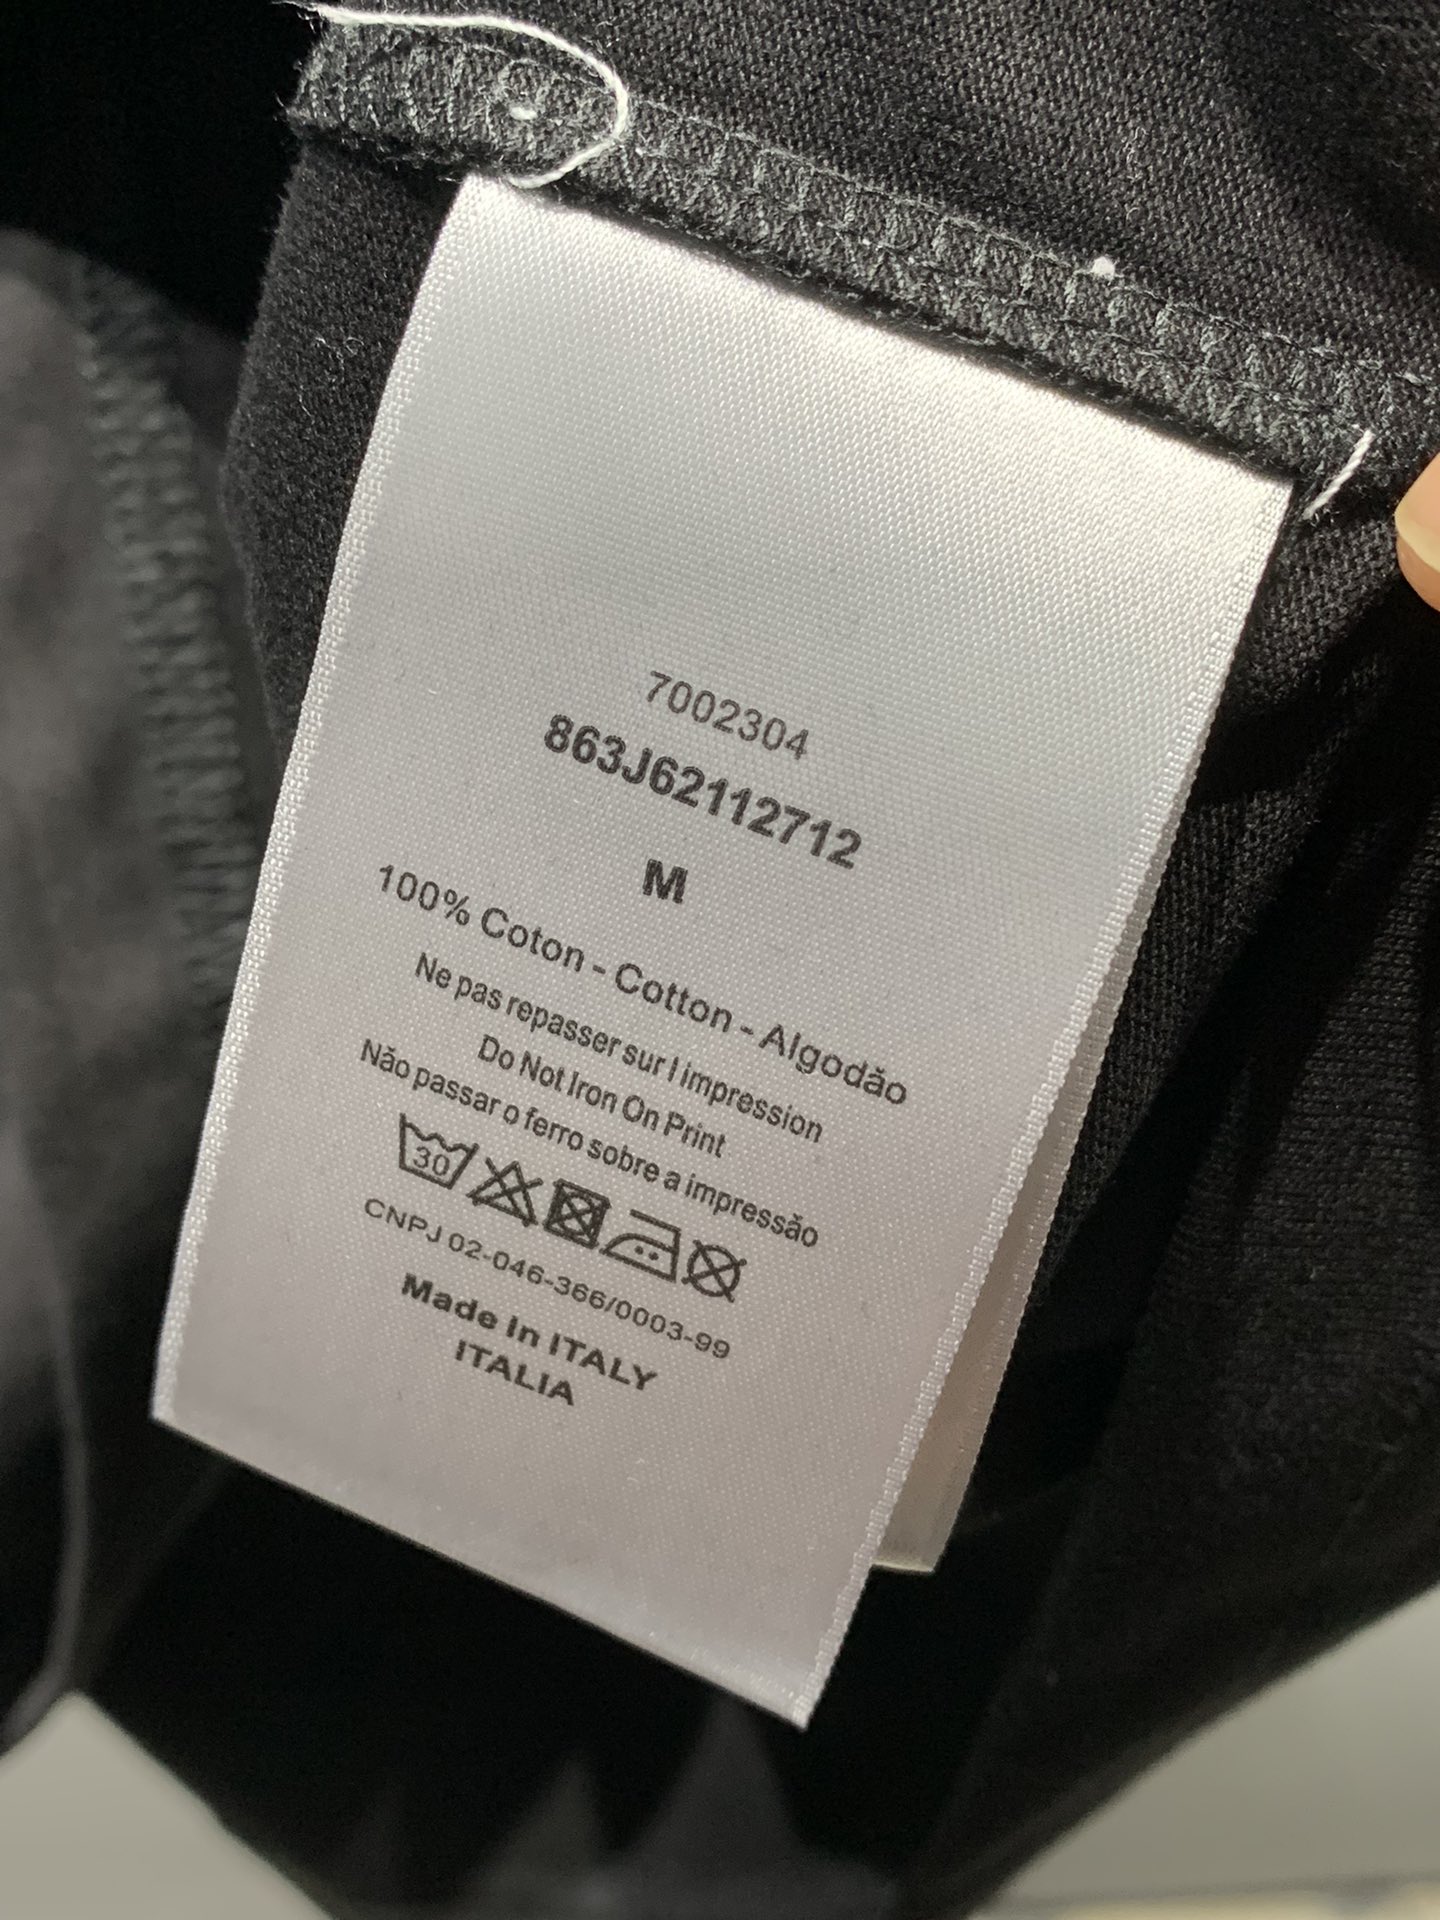 7002304
863J62112712
M
100% Coton - Cotton - Algodão
Ne pas repasser sur l impression
Do Not Iron On Print
Não passar o ferro sobre a impressão
30
CNPJ 02-046-366/0003-99
Made In ITALY
ITALIA